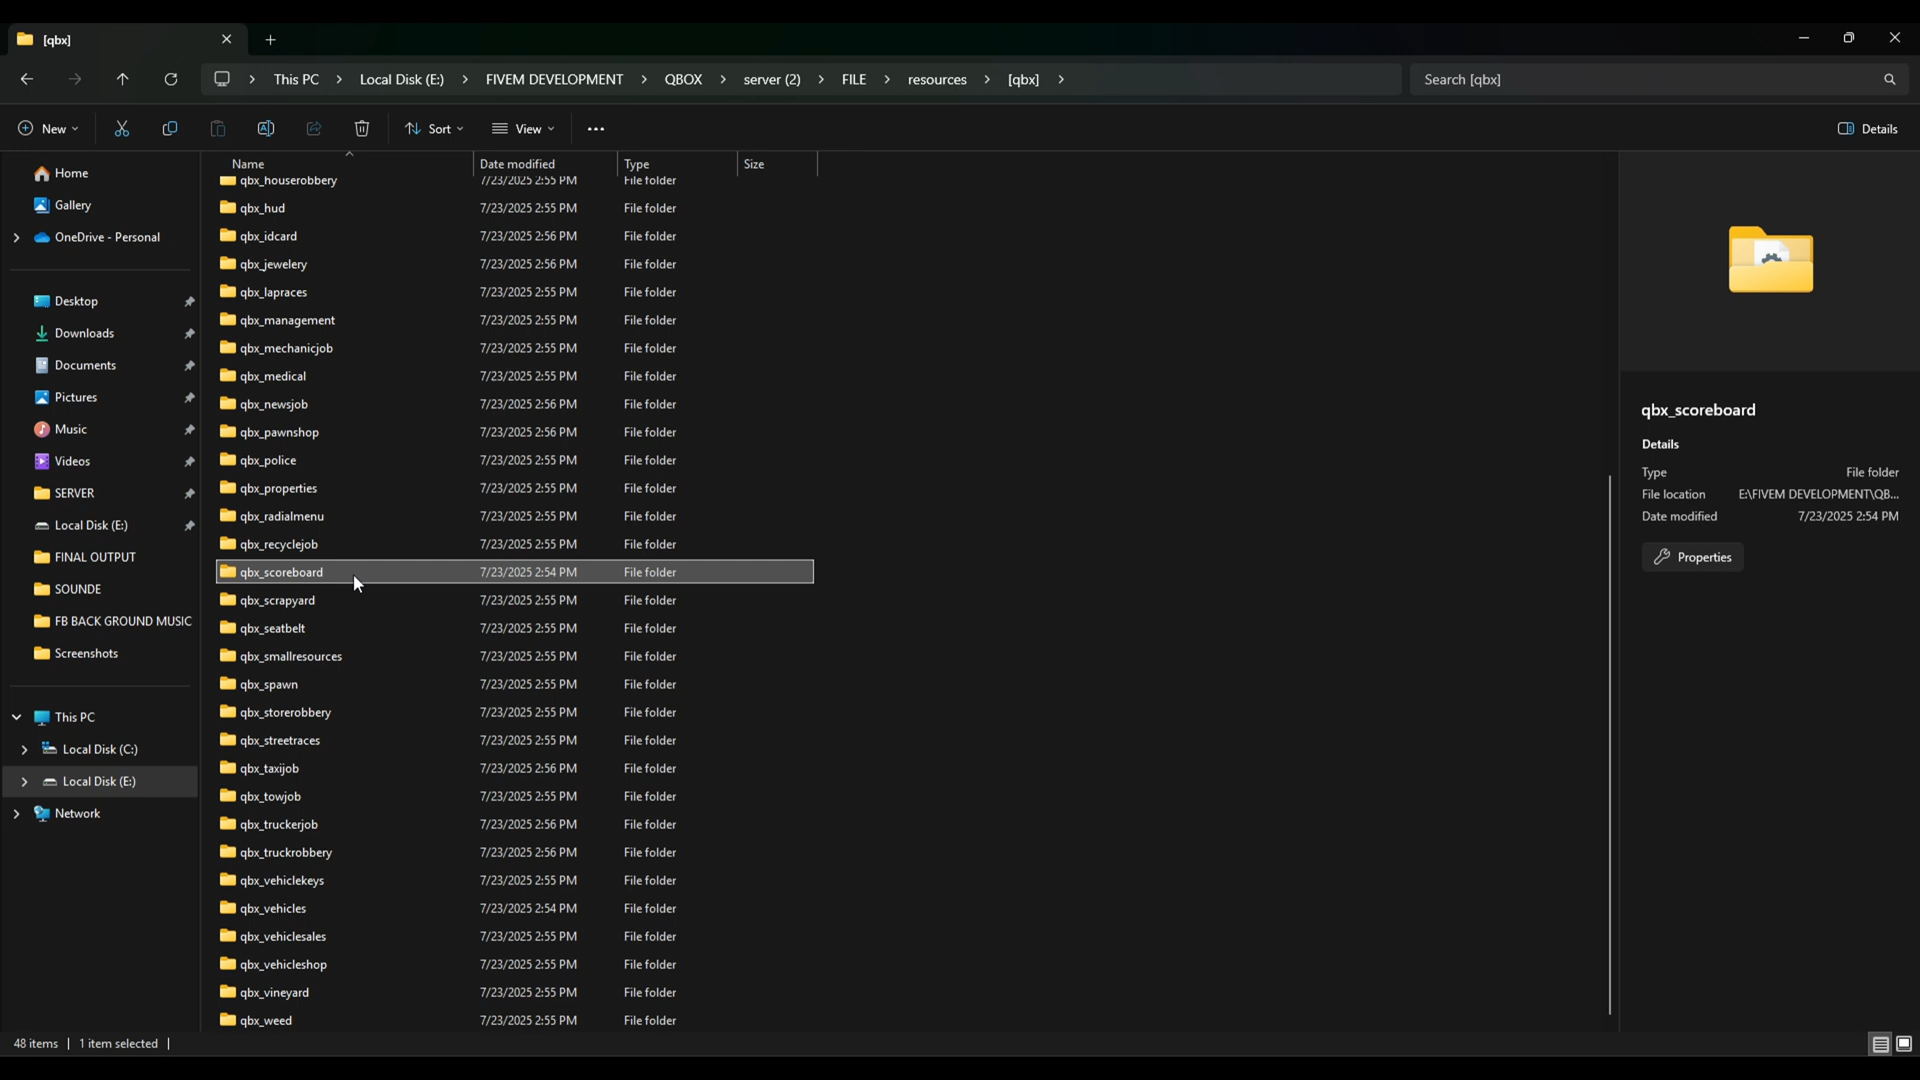 [qbx]
This PC > Local Disk (E:) > FIVEM DEVELOPMENT > QBOX > server (2) > FILE > resources > [qbx] >
Search [qbx]
New
Sort
View
Details
Home
Gallery
OneDrive - Personal
Desktop
Downloads
Documents
Pictures
Music
Videos
SERVER
Local Disk (E:)
FINAL OUTPUT
SOUNDE
FB BACK GROUND MUSIC
Screenshots
This PC
Local Disk (C:)
Local Disk (E:)
Network
Name Date modified Type Size
qbx_houserobbery 7/23/2025 2:55 PM File folder
qbx_hud 7/23/2025 2:55 PM File folder
qbx_idcard 7/23/2025 2:56 PM File folder
qbx_jewelery 7/23/2025 2:56 PM File folder
qbx_lapraces 7/23/2025 2:55 PM File folder
qbx_management 7/23/2025 2:55 PM File folder
qbx_mechanicjob 7/23/2025 2:55 PM File folder
qbx_medical 7/23/2025 2:55 PM File folder
qbx_newsjob 7/23/2025 2:56 PM File folder
qbx_pawnshop 7/23/2025 2:56 PM File folder
qbx_police 7/23/2025 2:55 PM File folder
qbx_properties 7/23/2025 2:55 PM File folder
qbx_radialmenu 7/23/2025 2:55 PM File folder
qbx_recyclejob 7/23/2025 2:55 PM File folder
qbx_scoreboard 7/23/2025 2:54 PM File folder
qbx_scrapyard 7/23/2025 2:55 PM File folder
qbx_seatbelt 7/23/2025 2:55 PM File folder
qbx_smallresources 7/23/2025 2:55 PM File folder
qbx_spawn 7/23/2025 2:55 PM File folder
qbx_storerobbery 7/23/2025 2:55 PM File folder
qbx_streetraces 7/23/2025 2:55 PM File folder
qbx_taxijob 7/23/2025 2:56 PM File folder
qbx_towjob 7/23/2025 2:55 PM File folder
qbx_truckerjob 7/23/2025 2:56 PM File folder
qbx_truckrobbery 7/23/2025 2:56 PM File folder
qbx_vehiclekeys 7/23/2025 2:55 PM File folder
qbx_vehicles 7/23/2025 2:54 PM File folder
qbx_vehiclesales 7/23/2025 2:55 PM File folder
qbx_vehicleshop 7/23/2025 2:55 PM File folder
qbx_vineyard 7/23/2025 2:55 PM File folder
qbx_weed 7/23/2025 2:55 PM File folder
qbx_scoreboard
Details
Type File folder
File location E:\FIVEM DEVELOPMENT\QB...
Date modified 7/23/2025 2:54 PM
Properties
48 items | 1 item selected |